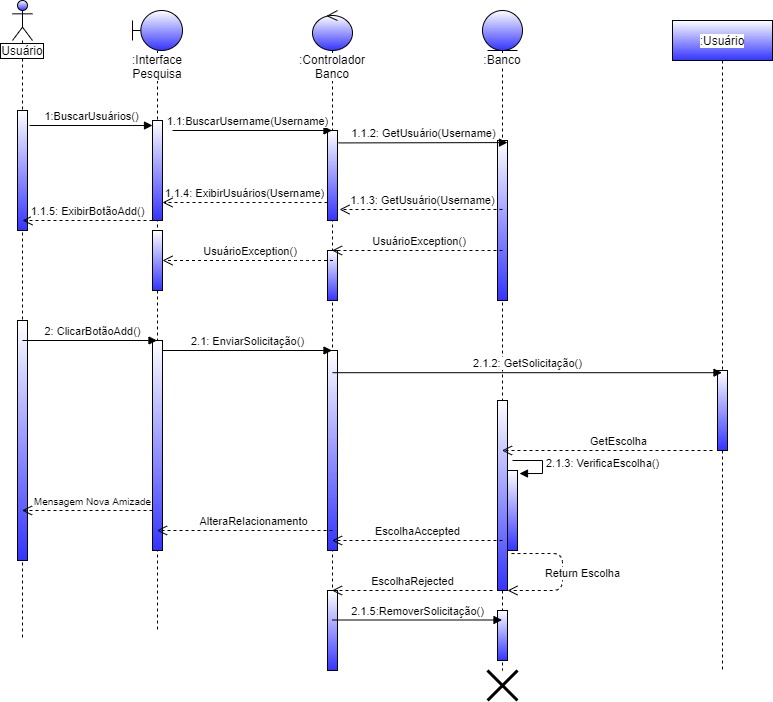 Usuário
:Interface
Pesquisa
:Controlador
Banco
:Banco
:Usuário
1:BuscarUsuários()
1.1:BuscarUsername(Username)
1.1.2: GetUsuário(Username)
1.1.4: ExibirUsuários(Username)
1.1.3: GetUsuário(Username)
1.1.5: ExibirBotãoAdd()
UsuárioException()
UsuárioException()
2: ClicarBotãoAdd()
2.1: EnviarSolicitação()
2.1.2: GetSolicitação()
GetEscolha
2.1.3: VerificaEscolha()
Mensagem Nova Amizade
AlteraRelacionamento
EscolhaAccepted
Return Escolha
EscolhaRejected
2.1.5:RemoverSolicitação()